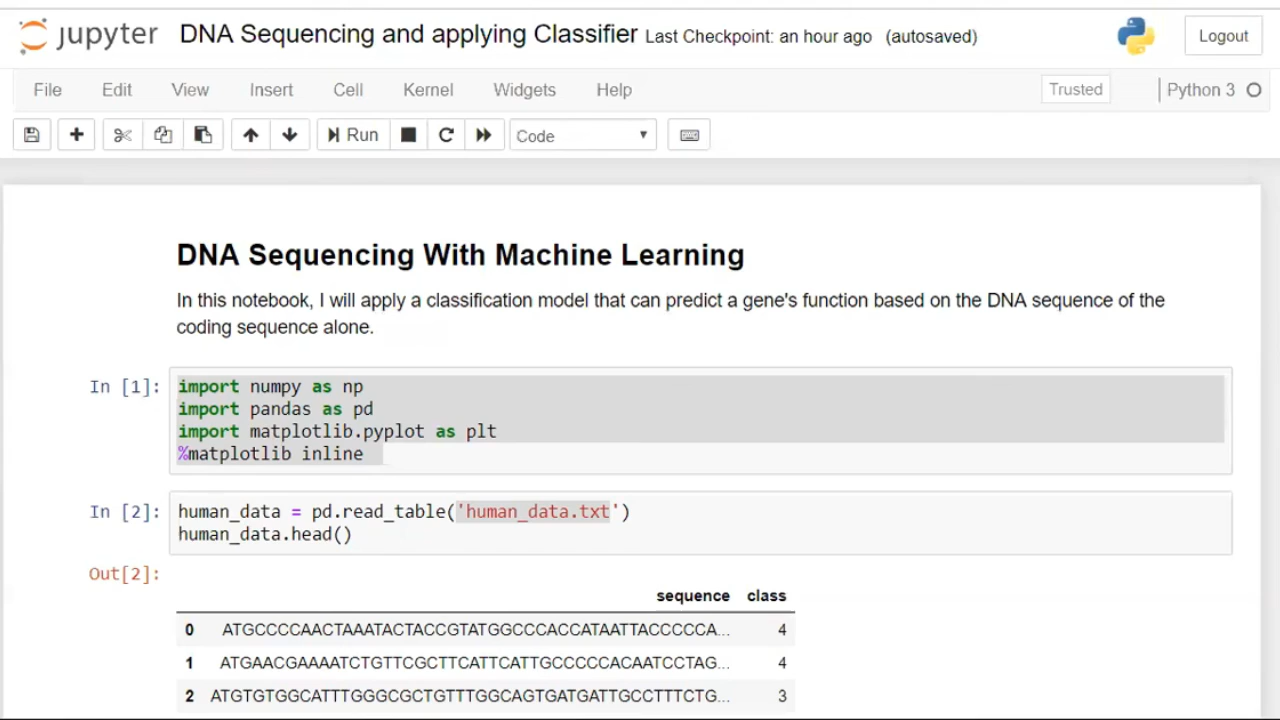 jupyter DNA Sequencing and applying Classifier Last Checkpoint: an hour ago (autosaved) Logout
File Edit View Insert Cell Kernel Widgets Help Trusted Python 3
Run Code
DNA Sequencing With Machine Learning
In this notebook, I will apply a classification model that can predict a gene's function based on the DNA sequence of the
coding sequence alone.
In [1]: import numpy as np
import pandas as pd
import matplotlib.pyplot as plt
%matplotlib inline
In [2]: human_data = pd.read_table('human_data.txt')
human_data.head()
Out[2]:
sequence class
0 ATGCCCCAACTAAATACTACCGTATGGCCCACCATAATTACCCCCA... 4
1 ATGAACGAAAATCTGTTCGCTTCATTCATTGCCCCCACAATCCTAG... 4
2 ATGTGTGGCATTTGGGCGCTGTTTGGCAGTGATGATTGCCTTTCTG... 3